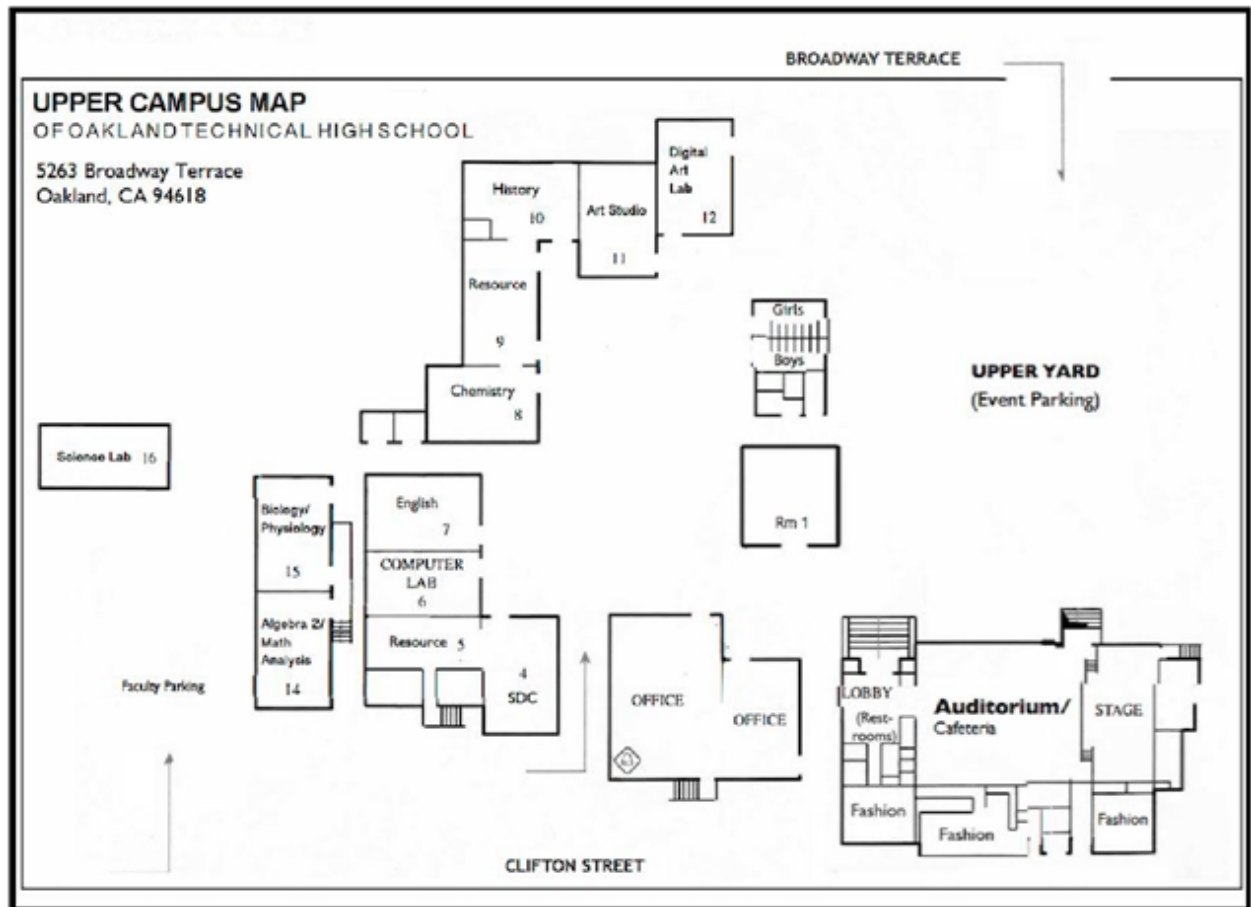 BROADWAY TERRACE
UPPER CAMPUS MAP
OF OAKLAND TECHNICAL HIGH SCHOOL
5263 Broadway Terrace
Oakland, CA 94618
Digital
Art
Lab
12
History
10
Art Studio
11
Resource
9
Girls
Boys
UPPER YARD
(Event Parking)
Chemistry
8
Science Lab 16
Biology/
Physiology
15
English
7
Rm 1
COMPUTER
LAB
6
Algebra 2/
Math
Analysis
14
Resource 5
4
SDC
Faculty Parking
OFFICE
OFFICE
LOBBY
(Rest-
rooms)
Auditorium/
Cafeteria
STAGE
Fashion
Fashion
Fashion
CLIFTON STREET